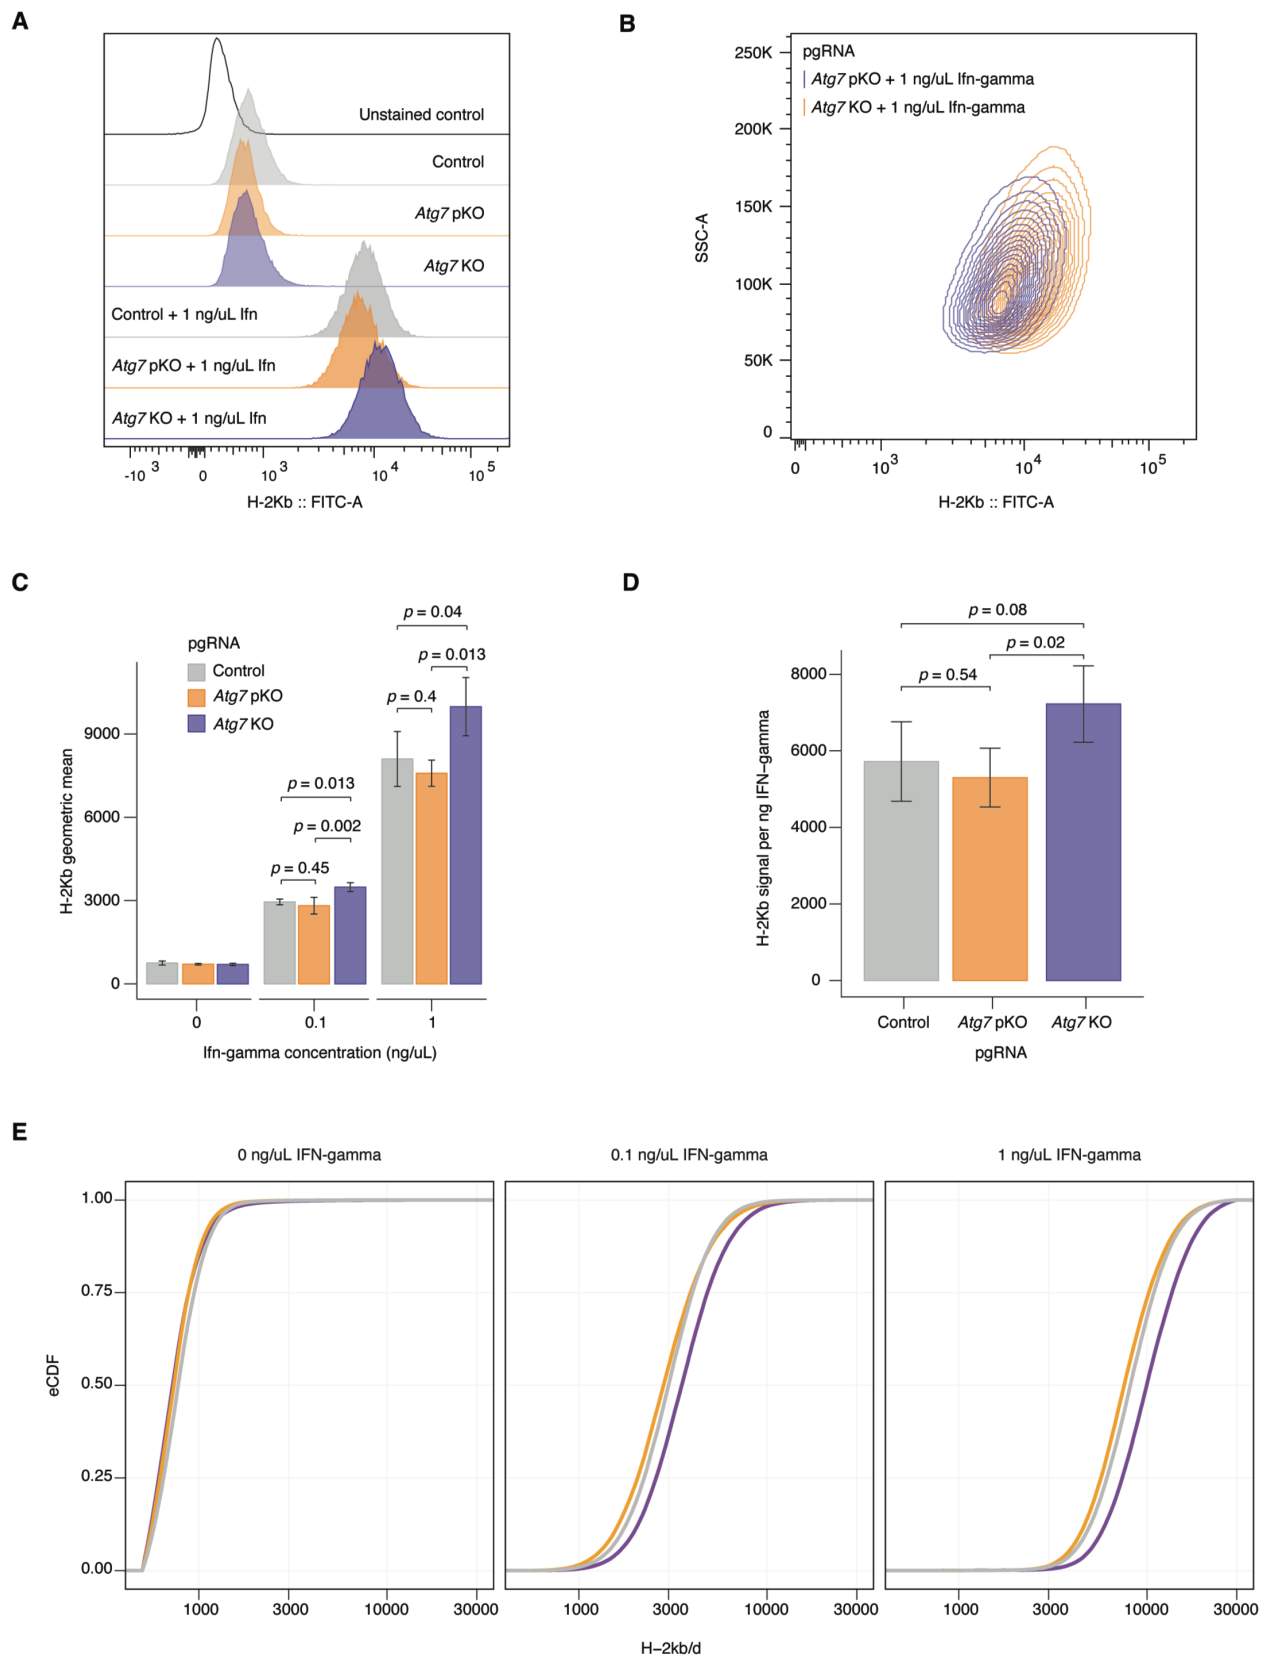 A
Unstained control
Control
Atg7 pKO
Atg7 KO
Control + 1 ng/uL Ifn
Atg7 pKO + 1 ng/uL Ifn
Atg7 KO + 1 ng/uL Ifn
-10 3 0 10 3 10 4 10 5
H-2Kb :: FITC-A
B
pgRNA
Atg7 pKO + 1 ng/uL Ifn-gamma
Atg7 KO + 1 ng/uL Ifn-gamma
250K
200K
150K
100K
50K
0
SSC-A
0 10 3 10 4 10 5
H-2Kb :: FITC-A
C
pgRNA
Control
Atg7 pKO
Atg7 KO
p = 0.04
p = 0.013
p = 0.4
p = 0.013
p = 0.002
p = 0.45
9000
6000
3000
0
H-2Kb geometric mean
0 0.1 1
Ifn-gamma concentration (ng/uL)
D
p = 0.08
p = 0.02
p = 0.54
8000
6000
4000
2000
0
H-2Kb signal per ng IFN−gamma
Control Atg7 pKO Atg7 KO
pgRNA
E
0 ng/uL IFN-gamma 0.1 ng/uL IFN-gamma 1 ng/uL IFN-gamma
1.00
0.75
0.50
0.25
0.00
eCDF
1000 3000 10000 30000 1000 3000 10000 30000 1000 3000 10000 30000
H−2kb/d